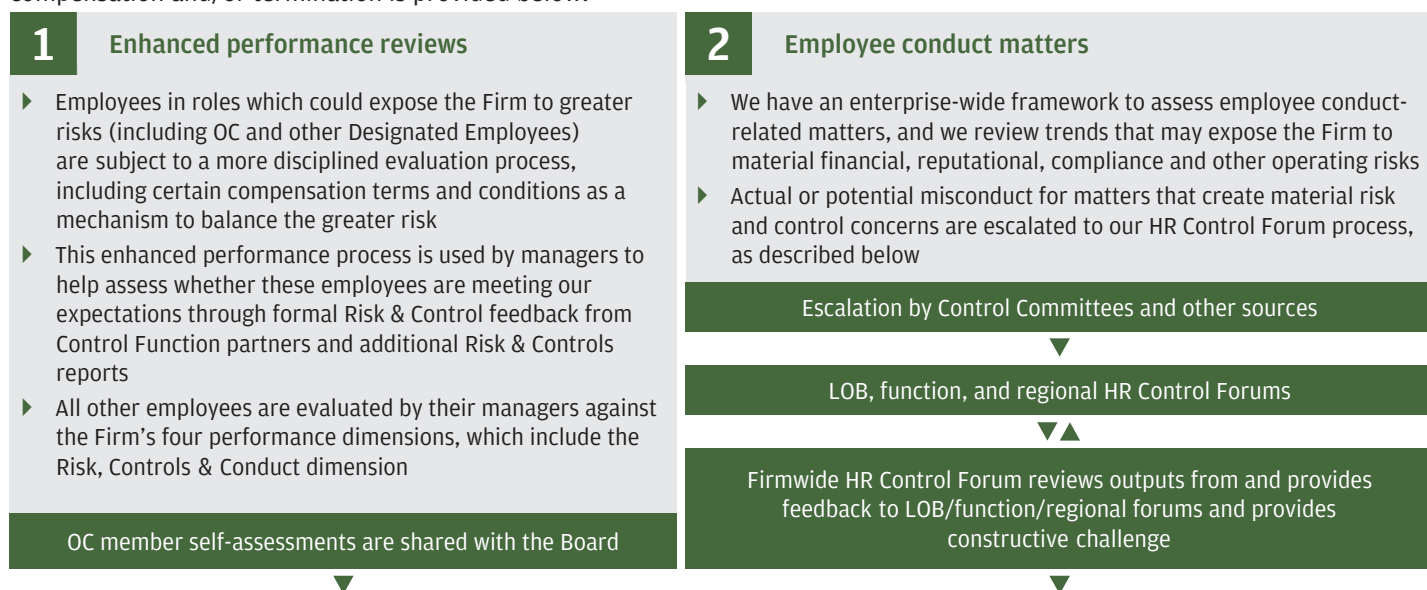 compensation and/or termination is provided below.
1 Enhanced performance reviews
Employees in roles which could expose the Firm to greater
risks (including OC and other Designated Employees)
are subject to a more disciplined evaluation process,
including certain compensation terms and conditions as a
mechanism to balance the greater risk
This enhanced performance process is used by managers to
help assess whether these employees are meeting our
expectations through formal Risk & Control feedback from
Control Function partners and additional Risk & Controls
reports
All other employees are evaluated by their managers against
the Firm's four performance dimensions, which include the
Risk, Controls & Conduct dimension
OC member self-assessments are shared with the Board
2 Employee conduct matters
We have an enterprise-wide framework to assess employee conduct-
related matters, and we review trends that may expose the Firm to
material financial, reputational, compliance and other operating risks
Actual or potential misconduct for matters that create material risk
and control concerns are escalated to our HR Control Forum process,
as described below
Escalation by Control Committees and other sources
LOB, function, and regional HR Control Forums
Firmwide HR Control Forum reviews outputs from and provides
feedback to LOB/function/regional forums and provides
constructive challenge